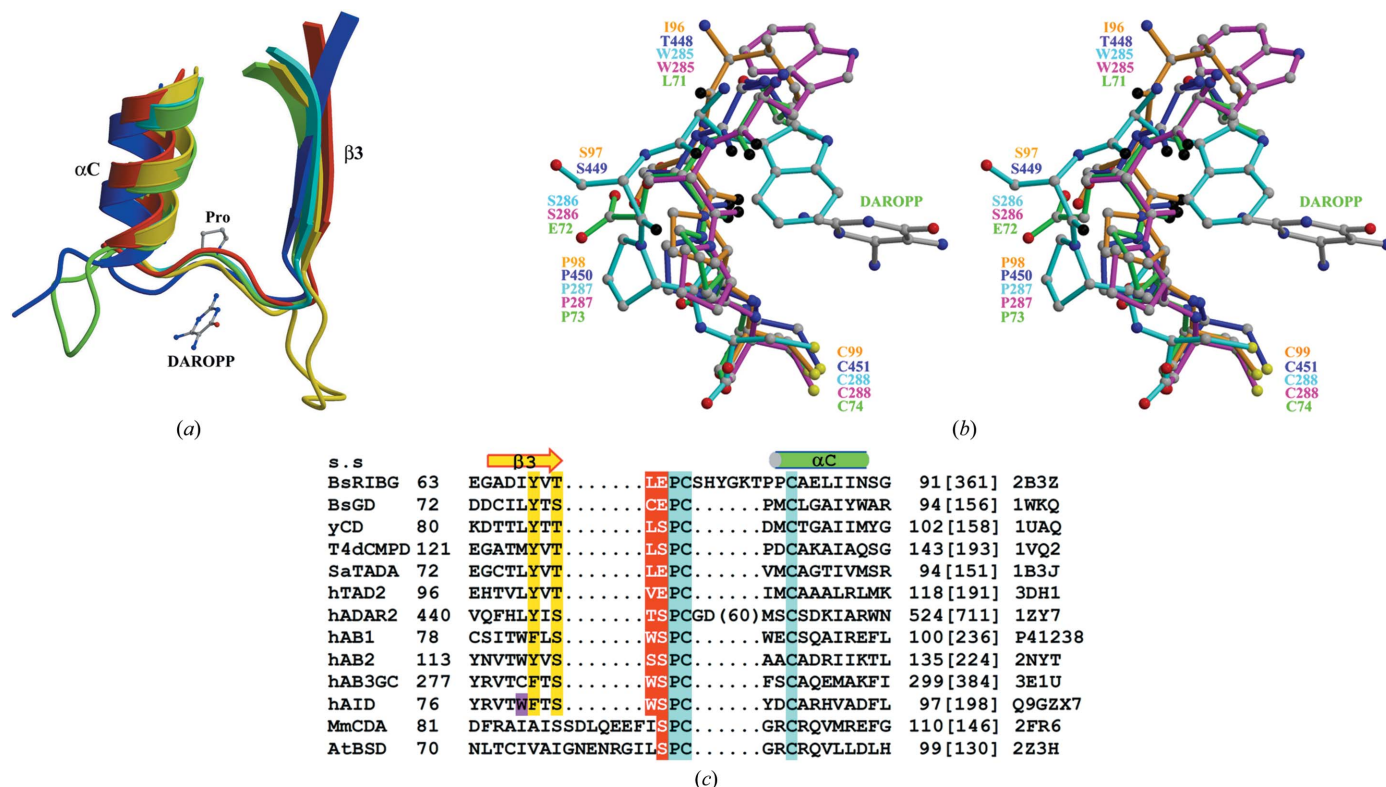 αC
β3
Pro
DAROPP
(a)
I96
T448
W285
W285
L71
S97
S449
S286
S286
E72
P98
P450
P287
P287
P73
C99
C451
C288
C288
C74
DAROPP
I96
T448
W285
W285
L71
S97
S449
S286
S286
E72
P98
P450
P287
P287
P73
C99
C451
C288
C288
C74
DAROPP
(b)
s.s β3 αC
BsRIBG 63 EGADIYVT.......LEPCSHYGKTPPCAELIINSG 91[361] 2B3Z
BsGD 72 DDCILYTS.......CEPC......PMCLGAIYWAR 94[156] 1WKQ
yCD 80 KDTTLYTT.......LSPC......DMCTGAIIMYG 102[158] 1UAQ
T4dCMPD 121 EGATMYVT.......LSPC......PDCAKAIAQSG 143[193] 1VQ2
SaTADA 72 EGCTLYVT.......LEPC......VMCAGTIVMSR 94[151] 1B3J
hTAD2 96 EHTVLYVT.......VEPC......IMCAAALRLMK 118[191] 3DH1
hADAR2 440 VQFHLYIS.......TSPCGD(60)MSCSDKIARWN 524[711] 1ZY7
hAB1 78 CSITWFLS.......WSPC......WECSQAIREFL 100[236] P41238
hAB2 113 YNVTWYVS.......SSPC......AACADRIIKTL 135[224] 2NYT
hAB3GC 277 YRVTCFTS.......WSPC......FSCAQEMAKFI 299[384] 3E1U
hAID 76 YRVTWFTS.......WSPC......YDCARHVADFL 97[198] Q9GZX7
MmCDA 81 DFRAIAISSDLQEEFISPC......GRCRQVMREFG 110[146] 2FR6
AtBSD 70 NLTCIVAIGNENRGILSPC......GRCRQVLLDLH 99[130] 2Z3H
(c)